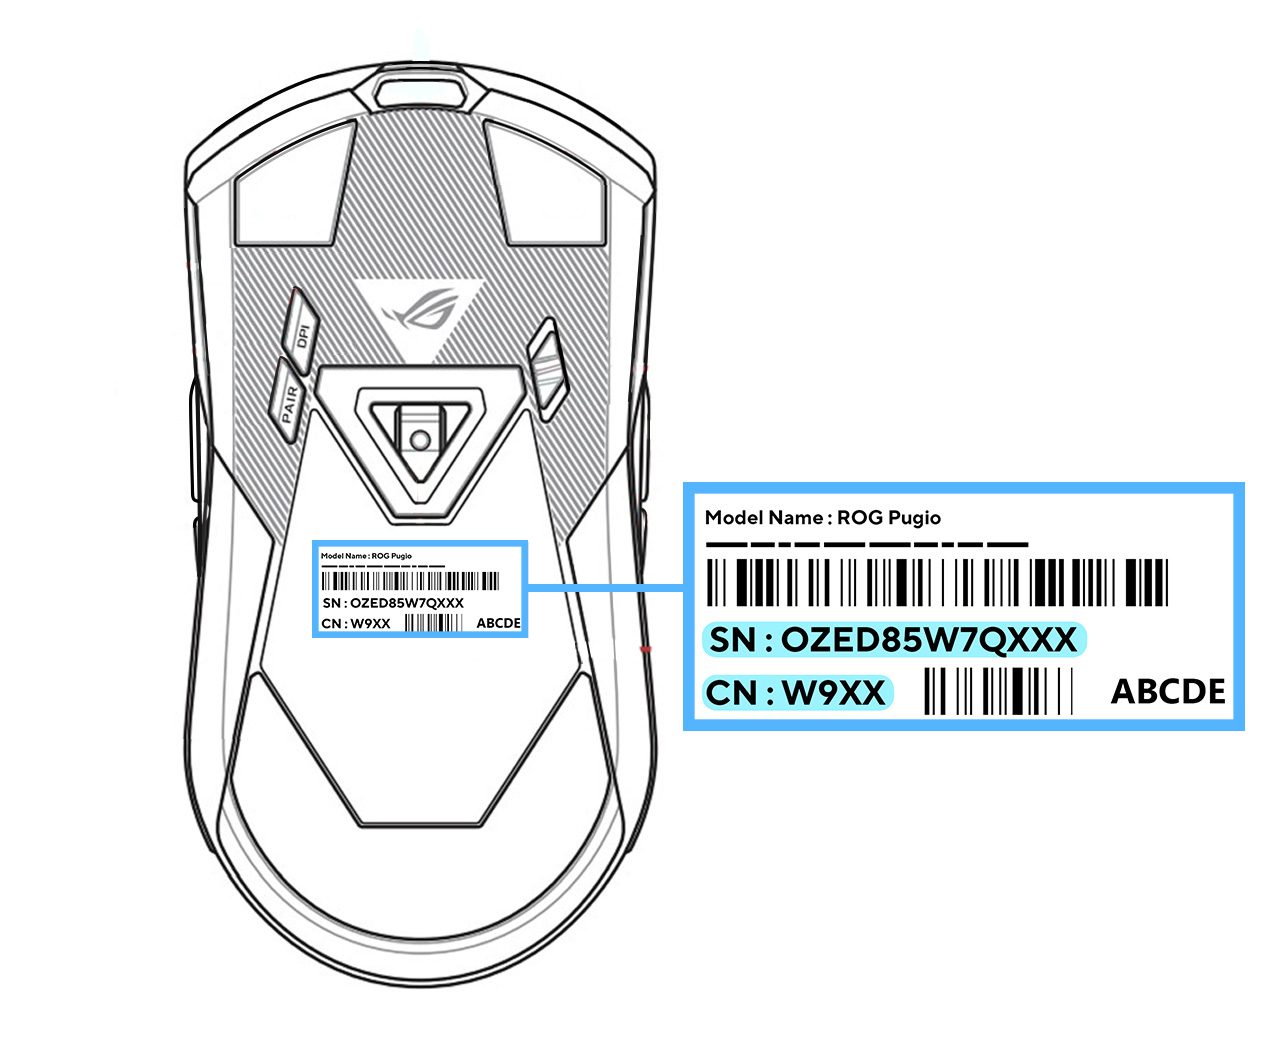 DPI
PAIR
Model Name : ROG Pugio
SN : OZED85W7QXXX
CN : W9XX ABCDE
Model Name : ROG Pugio
SN : OZED85W7QXXX
CN : W9XX ABCDE